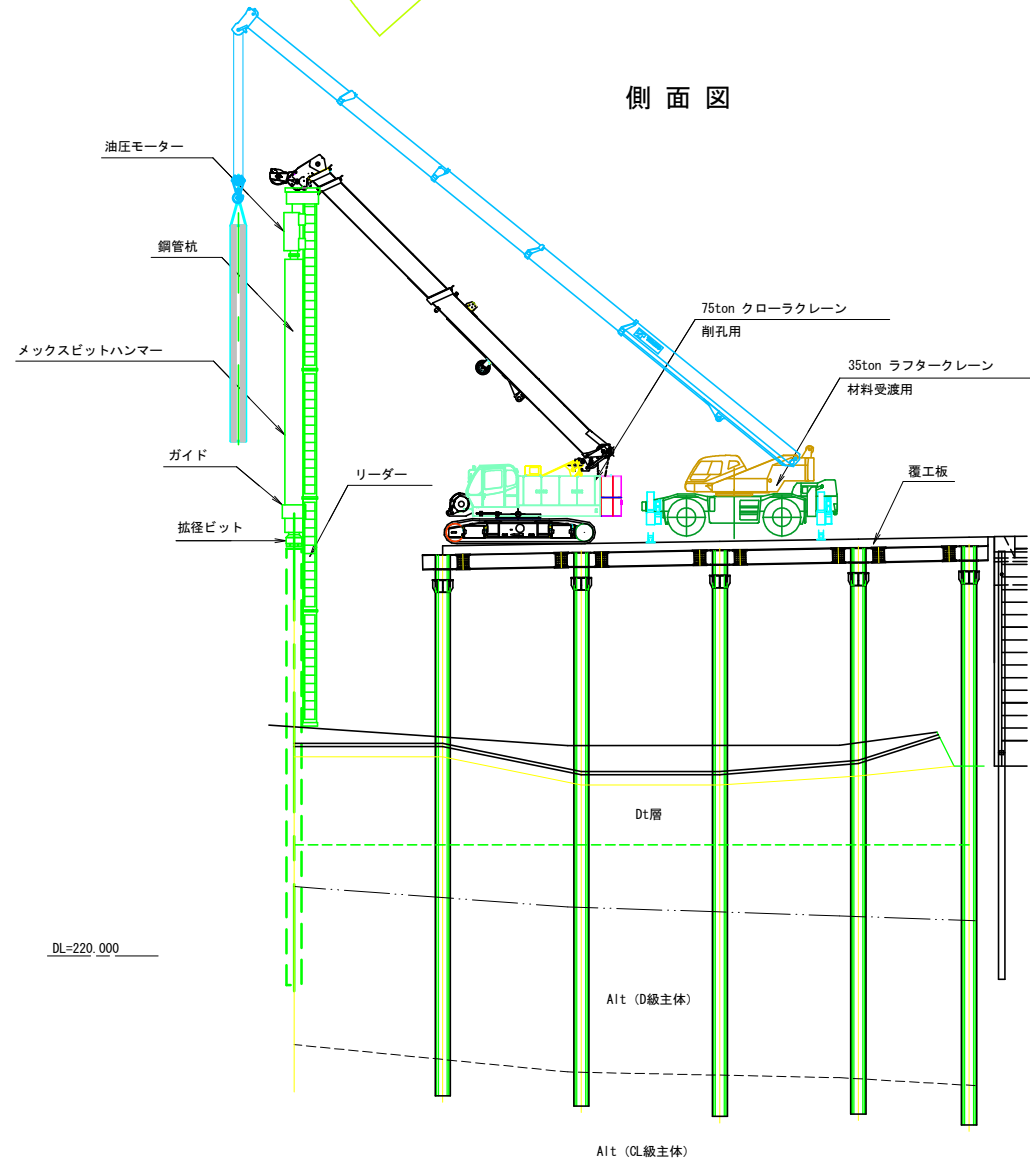 側面図
油圧モーター
鋼管杭
75ton クローラクレーン
削孔用
メックスビットハンマー
35ton ラフタークレーン
材料受渡用
ガイド
リーダー
覆工板
拡径ビット
Dt層
DL=220.000
Alt (D級主体)
Alt (CL級主体)